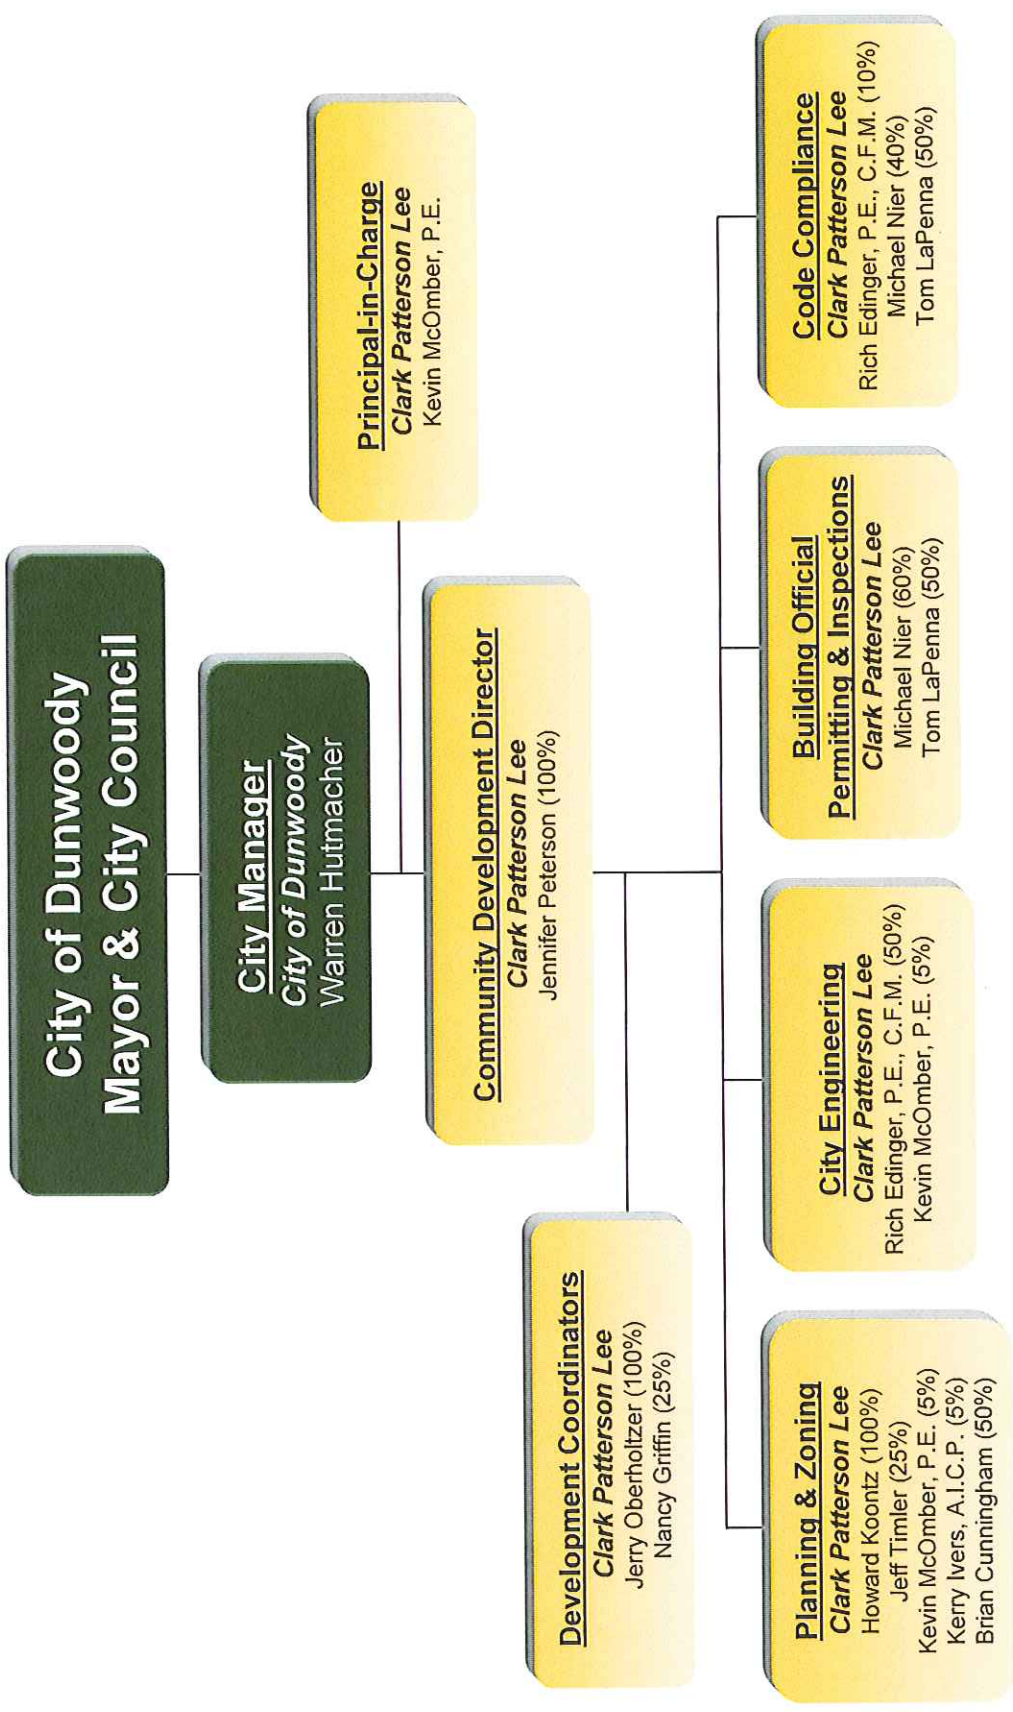 City of Dunwoody
Mayor & City Council
City Manager
City of Dunwoody
Warren Hutmacher
Principal-in-Charge
Clark Patterson Lee
Kevin McOmber, P.E.
Community Development Director
Clark Patterson Lee
Jennifer Peterson (100%)
Development Coordinators
Clark Patterson Lee
Jerry Oberholtzer (100%)
Nancy Griffin (25%)
Planning & Zoning
Clark Patterson Lee
Howard Koontz (100%)
Jeff Timler (25%)
Kevin McOmber, P.E. (5%)
Kerry Ivers, A.I.C.P. (5%)
Brian Cunningham (50%)
City Engineering
Clark Patterson Lee
Rich Edinger, P.E., C.F.M. (50%)
Kevin McOmber, P.E. (5%)
Building Official
Permitting & Inspections
Clark Patterson Lee
Michael Nier (60%)
Tom LaPenna (50%)
Code Compliance
Clark Patterson Lee
Rich Edinger, P.E., C.F.M. (10%)
Michael Nier (40%)
Tom LaPenna (50%)